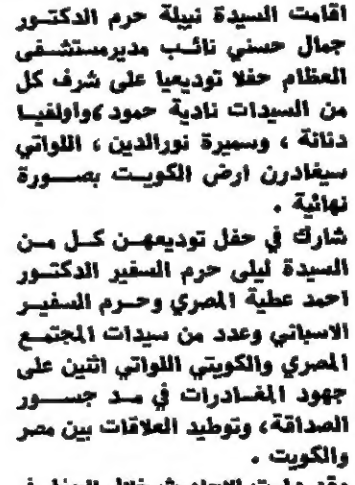 اقامت السيدة نبيلة حرم الدكتور
جمال حسني نائب مدير مستشفى
العظام حفلا توديعيا على شرف كل
من السيدات نادية حمود ، واولفيا
دنانة ، وسميرة نورالدين ، اللواتي
سيغادرن ارض الكويت بصورة
نهائية .
شارك في حفل توديعهن كل من
السيدة ليلى حرم السفير الدكتور
احمد عطية المصري وحرم السفير
الاسباني وعدد من سيدات المجتمع
المصري والكويتي اللواتي اثنين على
جهود المغادرات في مد جسور
الصداقة ، وتوطيد العلاقات بين مصر
والكويت .